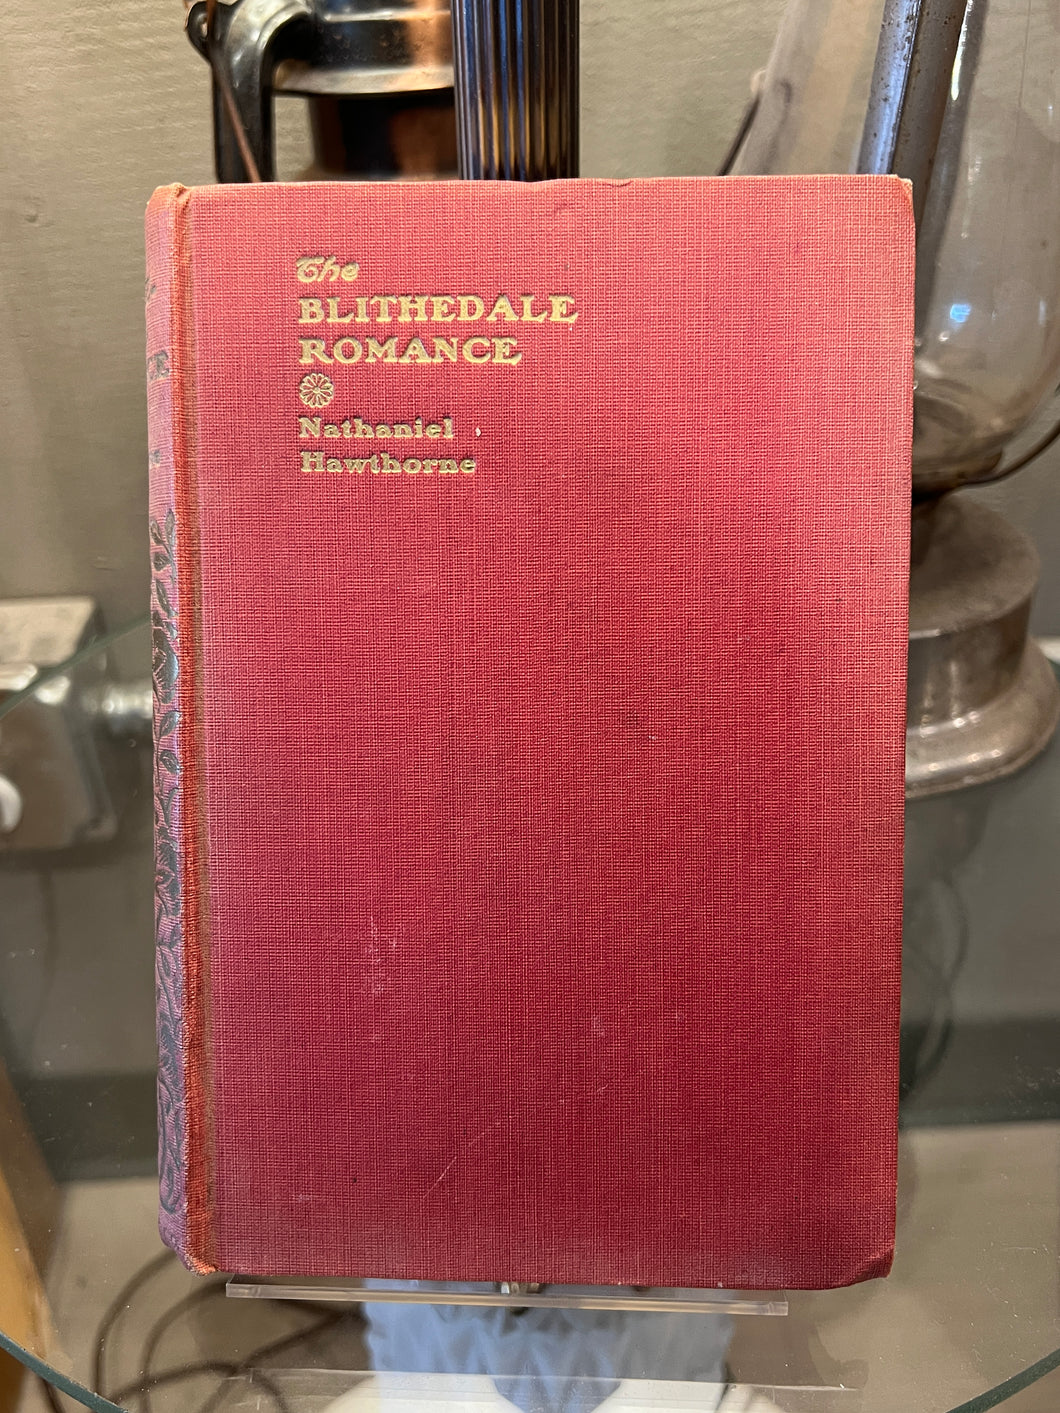 The
BLITHEDALE
ROMANCE
Nathaniel
Hawthorne